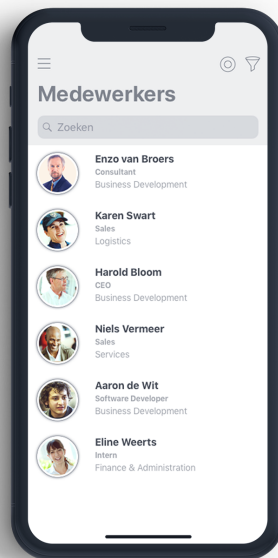 Medewerkers
Zoeken
Enzo van Broers
Consultant
Business Development
Karen Swart
Sales
Logistics
Harold Bloom
CEO
Business Development
Niels Vermeer
Sales
Services
Aaron de Wit
Software Developer
Business Development
Eline Weerts
Intern
Finance & Administration